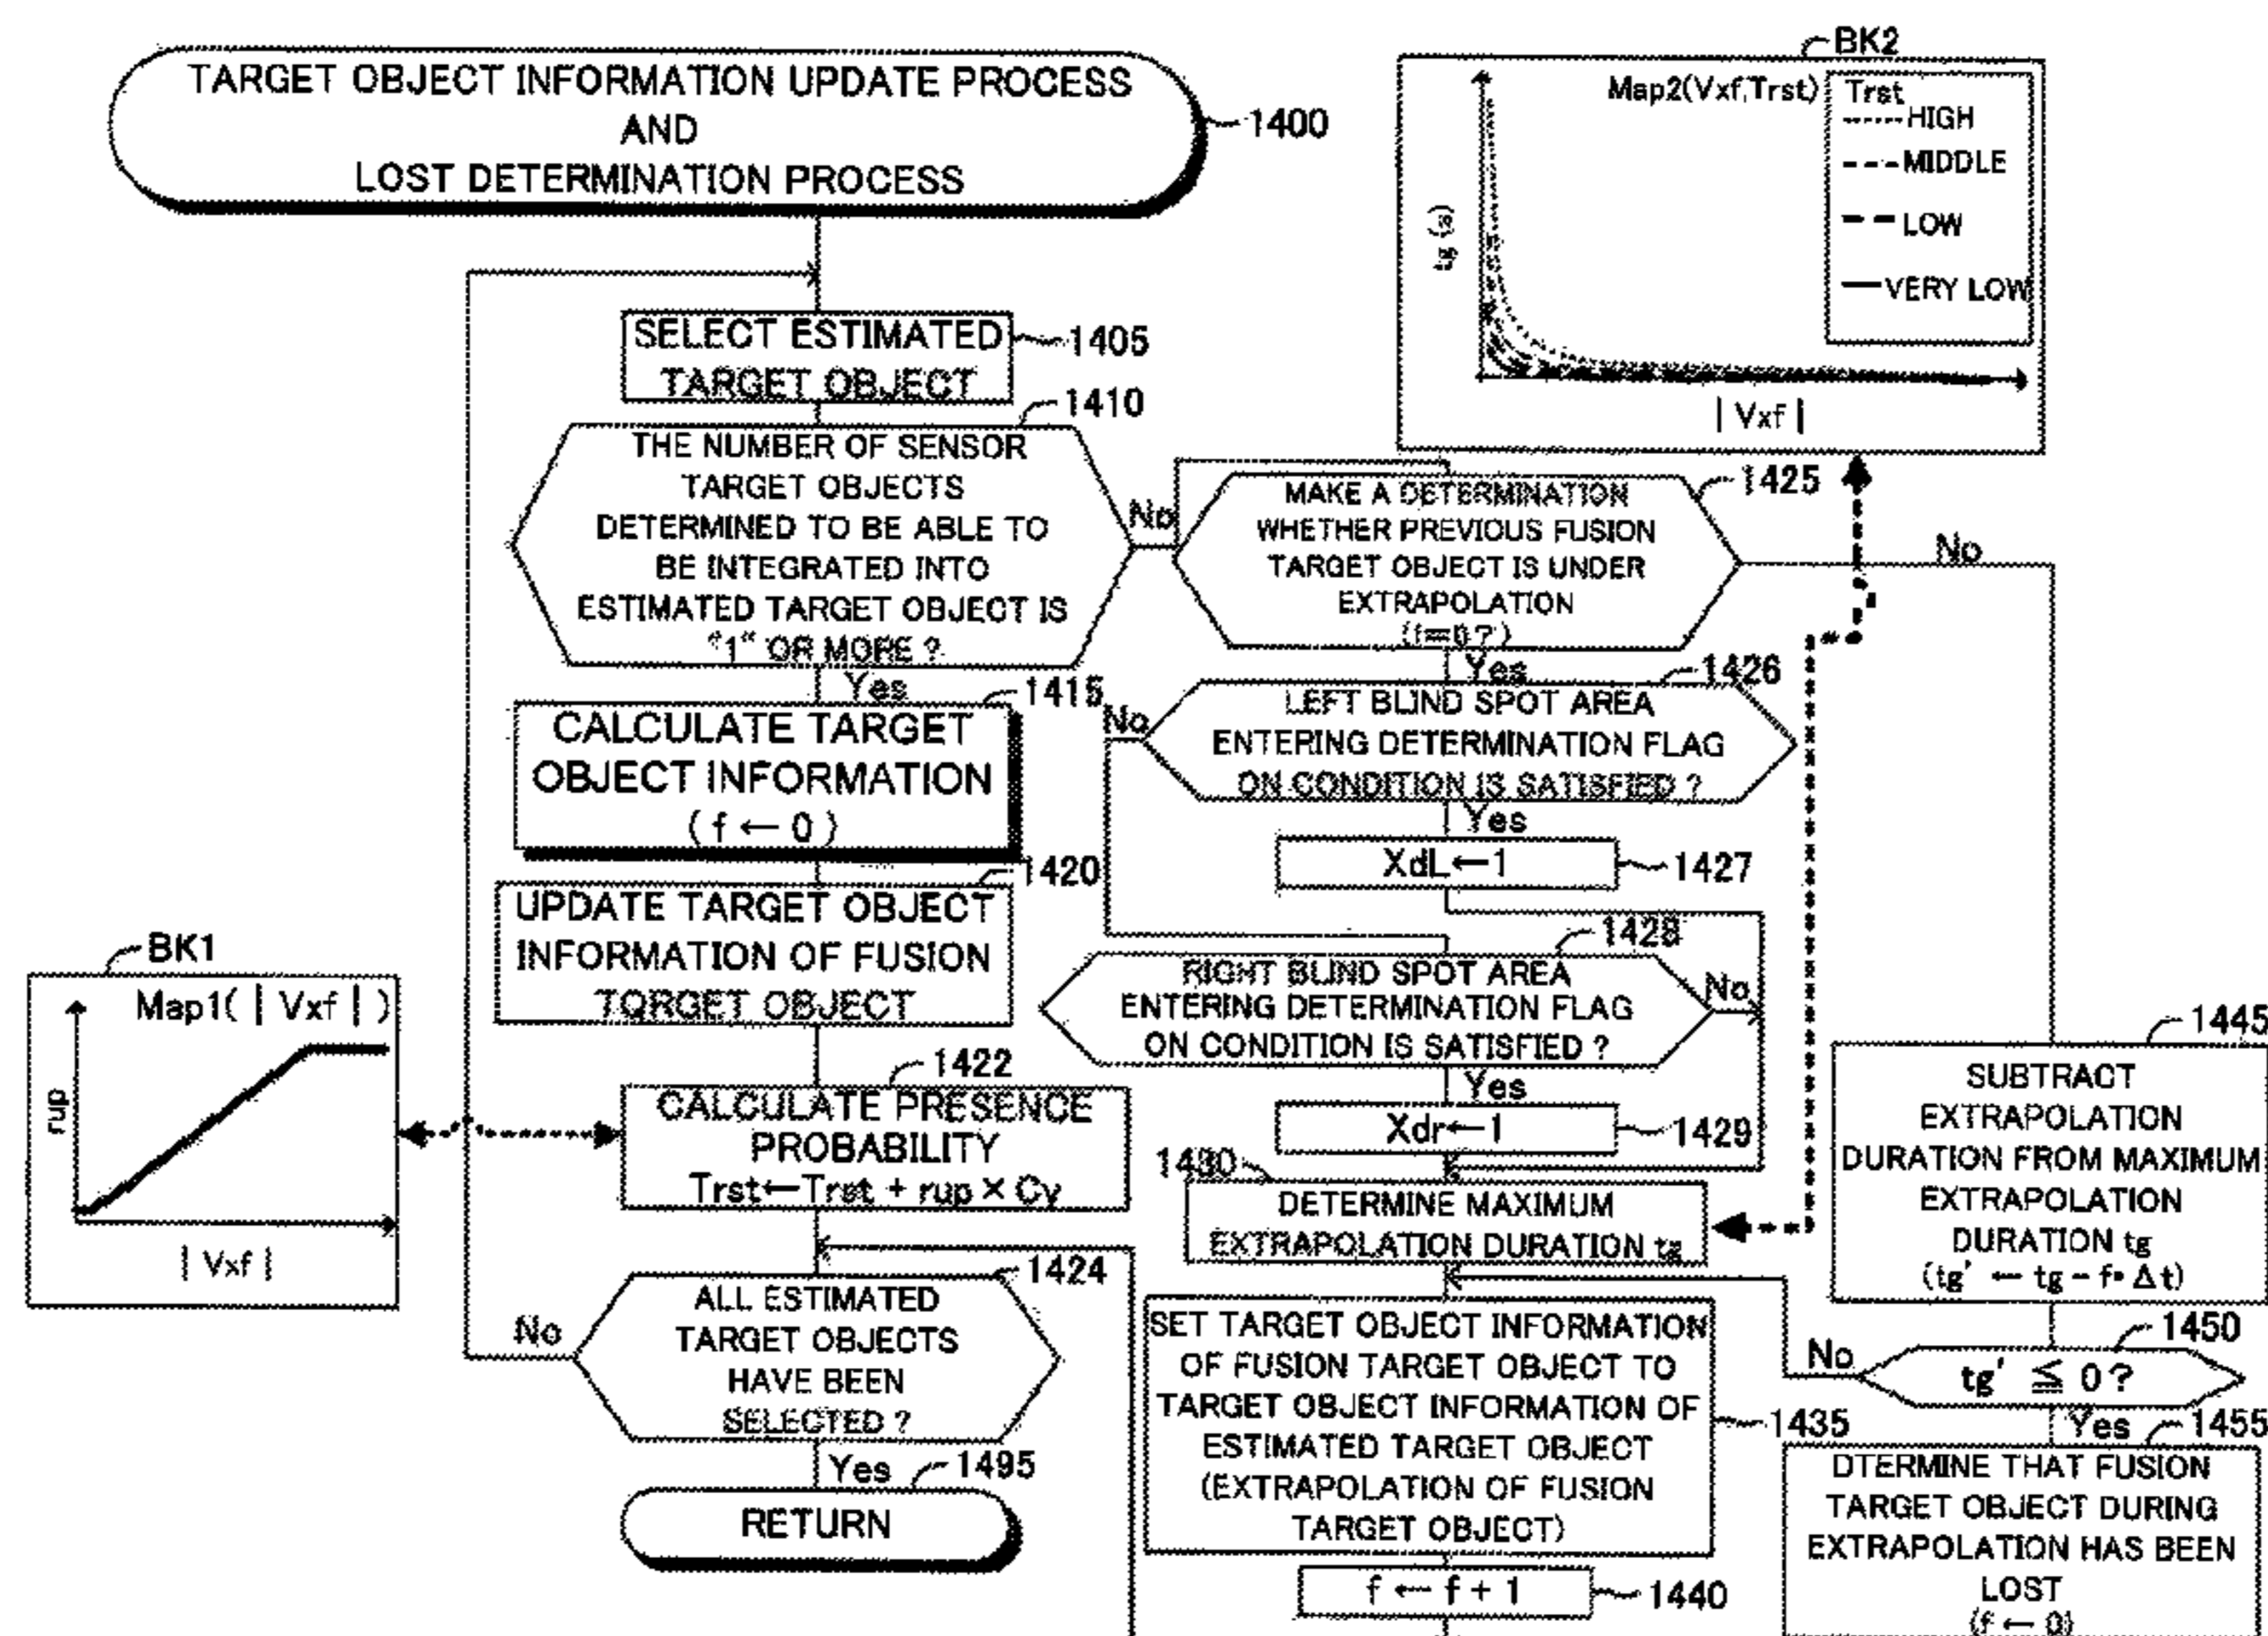 TARGET OBJECT INFORMATION UPDATE PROCESS
AND
LOST DETERMINATION PROCESS
1400
SELECT ESTIMATED
TARGET OBJECT
1405
1410
THE NUMBER OF SENSOR
TARGET OBJECTS
DETERMINED TO BE ABLE TO
BE INTEGRATED INTO
ESTIMATED TARGET OBJECT IS
"1" OR MORE ?
No
Yes
1415
CALCULATE TARGET
OBJECT INFORMATION
( f ← 0 )
1420
UPDATE TARGET OBJECT
INFORMATION OF FUSION
TQRGET OBJECT
1422
CALCULATE PRESENCE
PROBABILITY
Trst←Trst + rup × Cy
BK1
Map1( | Vxf | )
rup
| Vxf |
1424
ALL ESTIMATED
TARGET OBJECTS
HAVE BEEN
SELECTED ?
No
Yes
1495
RETURN
BK2
Map2(Vxf,Trst)
Trst
HIGH
MIDDLE
LOW
VERY LOW
tg (s)
| Vxf |
1425
MAKE A DETERMINATION
WHETHER PREVIOUS FUSION
TARGET OBJECT IS UNDER
EXTRAPOLATION
(f=0?)
No
Yes
1426
LEFT BLIND SPOT AREA
ENTERING DETERMINATION FLAG
ON CONDITION IS SATISFIED ?
No
Yes
XdL←1
1427
1428
RIGHT BLIND SPOT AREA
ENTERING DETERMINATION FLAG
ON CONDITION IS SATISFIED ?
No
Yes
Xdr←1
1429
1430
DETERMINE MAXIMUM
EXTRAPOLATION DURATION tg
SET TARGET OBJECT INFORMATION
OF FUSION TARGET OBJECT TO
TARGET OBJECT INFORMATION OF
ESTIMATED TARGET OBJECT
(EXTRAPOLATION OF FUSION
TARGET OBJECT)
1435
f ← f + 1
1440
1445
SUBTRACT
EXTRAPOLATION
DURATION FROM MAXIMUM
EXTRAPOLATION
DURATION tg
(tg' ← tg − f• Δt)
1450
tg' ≦ 0 ?
No
Yes
1455
DTERMINE THAT FUSION
TARGET OBJECT DURING
EXTRAPOLATION HAS BEEN
LOST
(f ← 0)